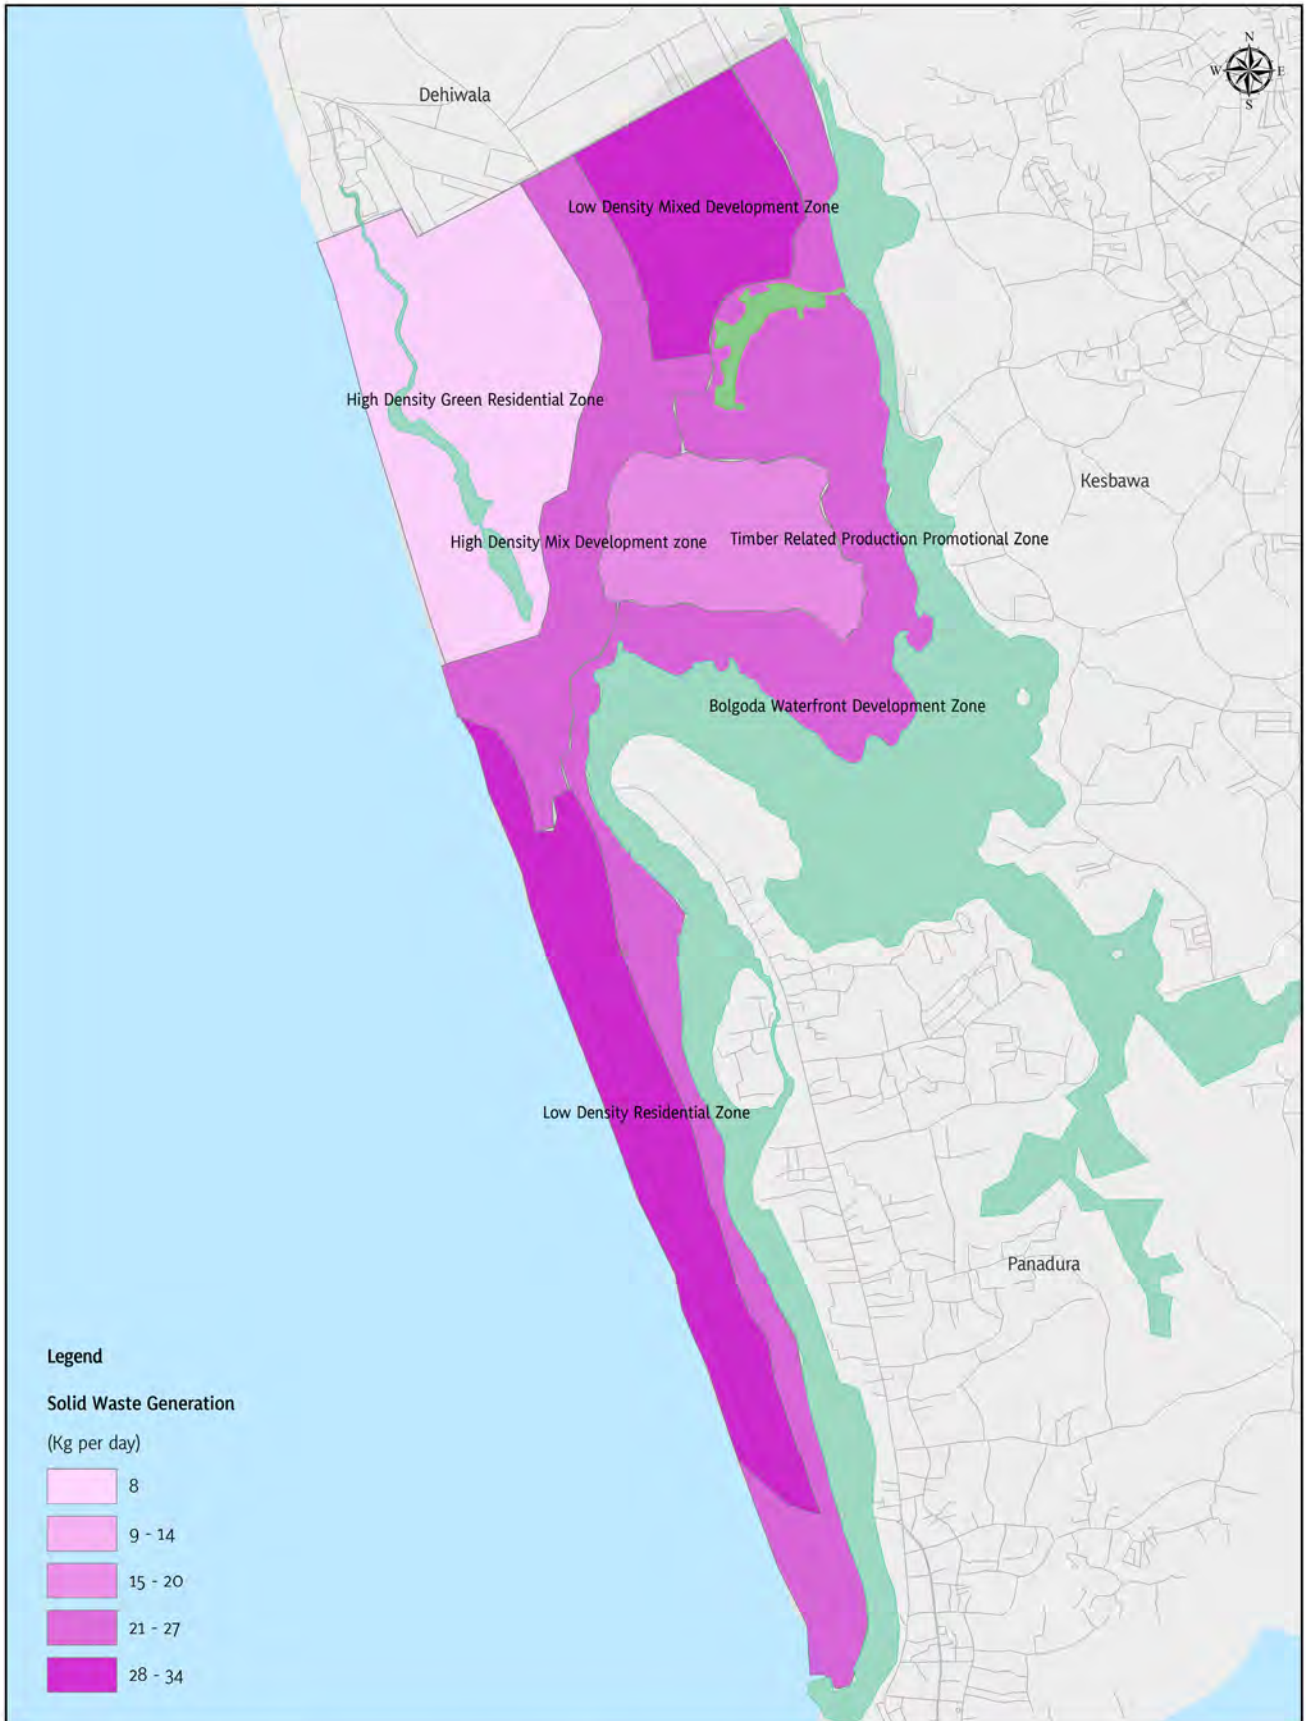 N
W E
S
Dehiwala
Low Density Mixed Development Zone
High Density Green Residential Zone
Kesbawa
High Density Mix Development zone
Timber Related Production Promotional Zone
Bolgoda Waterfront Development Zone
Low Density Residential Zone
Panadura
Legend
Solid Waste Generation
(Kg per day)
8
9 - 14
15 - 20
21 - 27
28 - 34